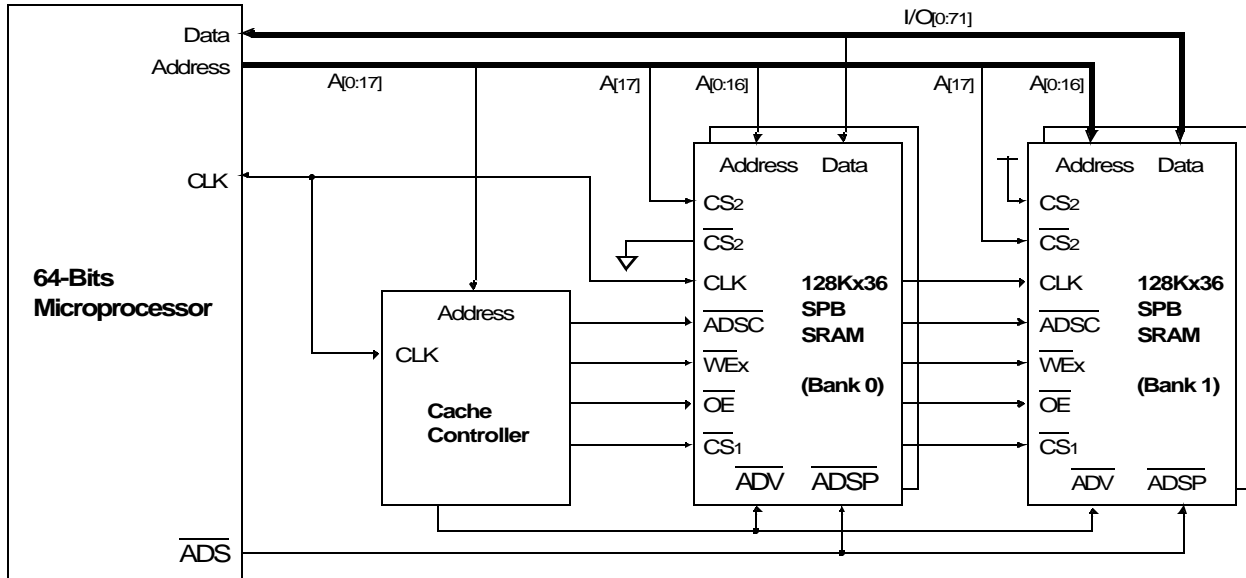 I/O[0:71]
Data
Address
A[0:17]
A[17]
A[0:16]
A[17]
A[0:16]
CLK
64-Bits
Microprocessor
ADS
Address
CLK
Cache
Controller
Address Data
CS2
CS2
CLK
ADSC
WEx
OE
CS1
128Kx36
SPB
SRAM
(Bank 0)
ADV ADSP
Address Data
CS2
CS2
CLK
ADSC
WEx
OE
CS1
128Kx36
SPB
SRAM
(Bank 1)
ADV ADSP